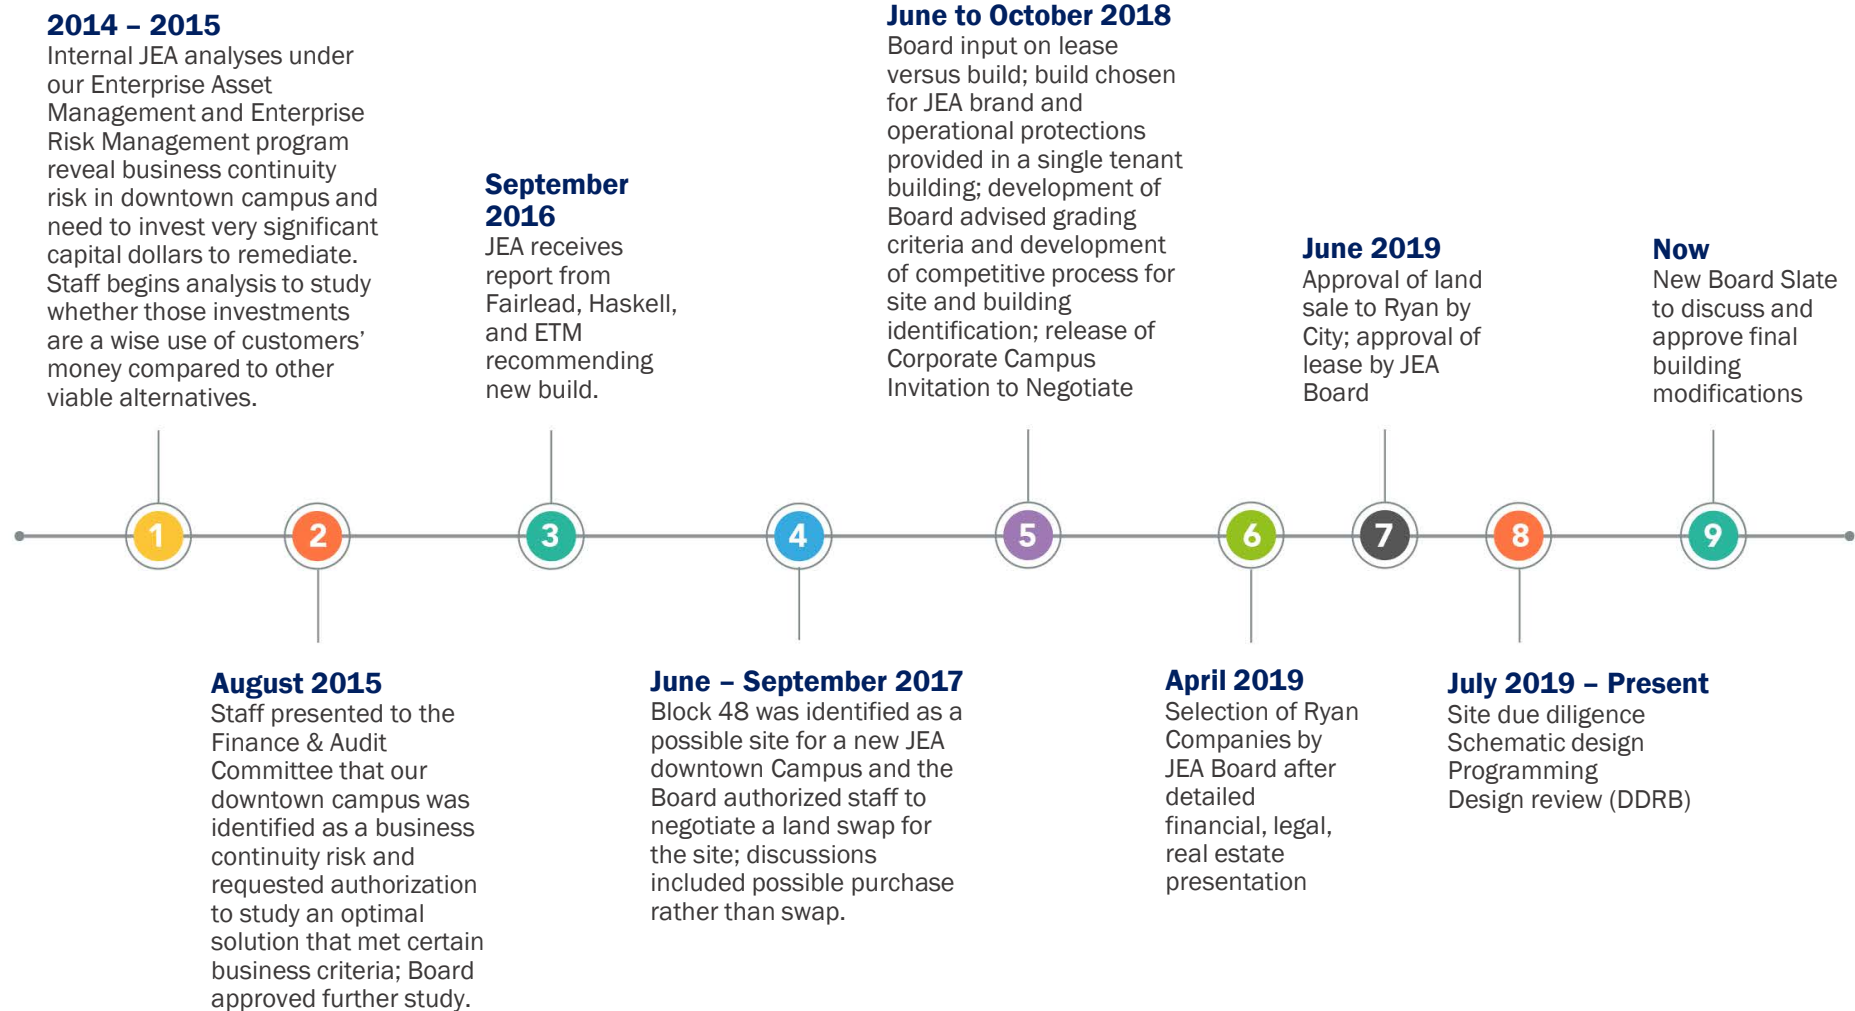 2014 – 2015
Internal JEA analyses under
our Enterprise Asset
Management and Enterprise
Risk Management program
reveal business continuity
risk in downtown campus and
need to invest very significant
capital dollars to remediate.
Staff begins analysis to study
whether those investments
are a wise use of customers’
money compared to other
viable alternatives.
September
2016
JEA receives
report from
Fairlead, Haskell,
and ETM
recommending
new build.
June to October 2018
Board input on lease
versus build; build chosen
for JEA brand and
operational protections
provided in a single tenant
building; development of
Board advised grading
criteria and development
of competitive process for
site and building
identification; release of
Corporate Campus
Invitation to Negotiate
June 2019
Approval of land
sale to Ryan by
City; approval of
lease by JEA
Board
Now
New Board Slate
to discuss and
approve final
building
modifications
1
2
3
4
5
6
7
8
9
August 2015
Staff presented to the
Finance & Audit
Committee that our
downtown campus was
identified as a business
continuity risk and
requested authorization
to study an optimal
solution that met certain
business criteria; Board
approved further study.
June – September 2017
Block 48 was identified as a
possible site for a new JEA
downtown Campus and the
Board authorized staff to
negotiate a land swap for
the site; discussions
included possible purchase
rather than swap.
April 2019
Selection of Ryan
Companies by
JEA Board after
detailed
financial, legal,
real estate
presentation
July 2019 – Present
Site due diligence
Schematic design
Programming
Design review (DDRB)